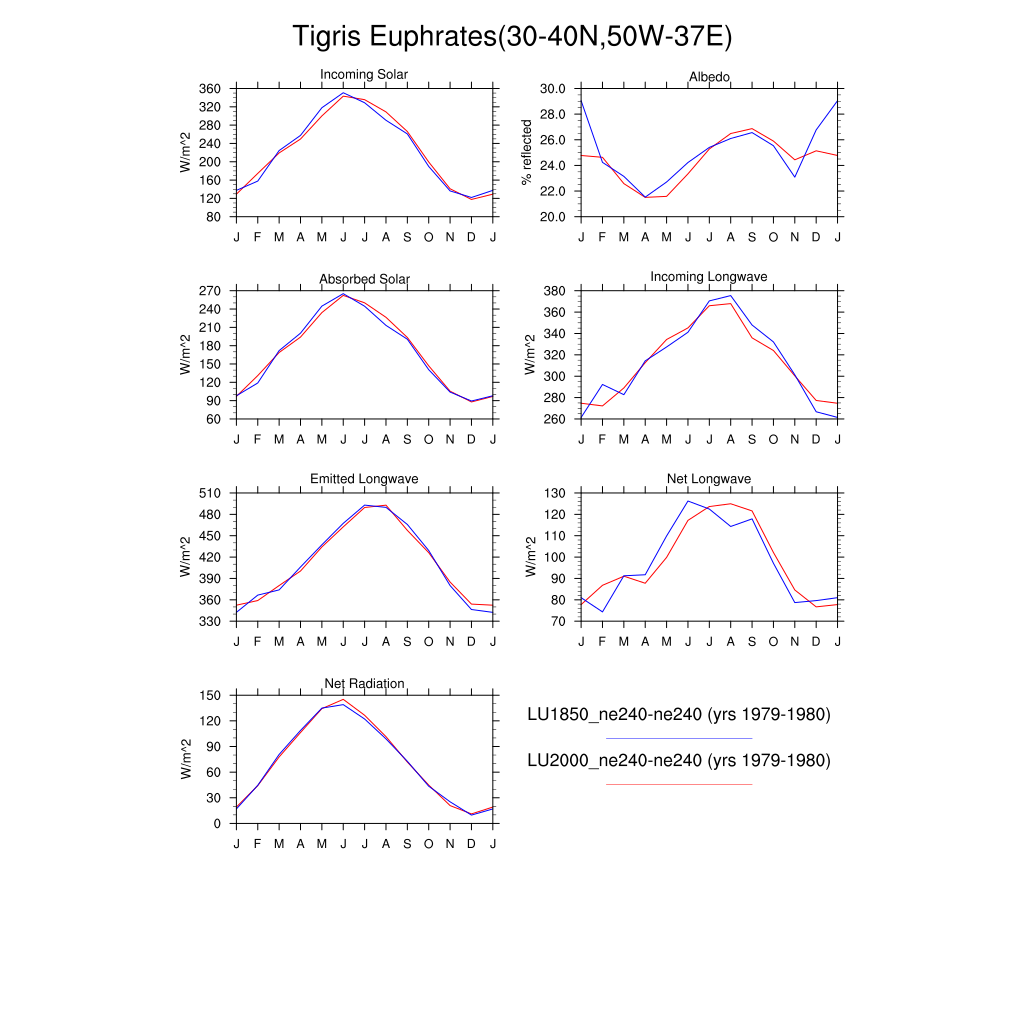 Tigris Euphrates(30-40N,50W-37E)
Incoming Solar
W/m^2
360
320
280
240
200
160
120
80
J F M A M J J A S O N D J
Albedo
% reflected
30.0
28.0
26.0
24.0
22.0
20.0
J F M A M J J A S O N D J
Absorbed Solar
W/m^2
270
240
210
180
150
120
90
60
J F M A M J J A S O N D J
Incoming Longwave
W/m^2
380
360
340
320
300
280
260
J F M A M J J A S O N D J
Emitted Longwave
W/m^2
510
480
450
420
390
360
330
J F M A M J J A S O N D J
Net Longwave
W/m^2
130
120
110
100
90
80
70
J F M A M J J A S O N D J
Net Radiation
W/m^2
150
120
90
60
30
0
J F M A M J J A S O N D J
LU1850_ne240-ne240 (yrs 1979-1980)
LU2000_ne240-ne240 (yrs 1979-1980)